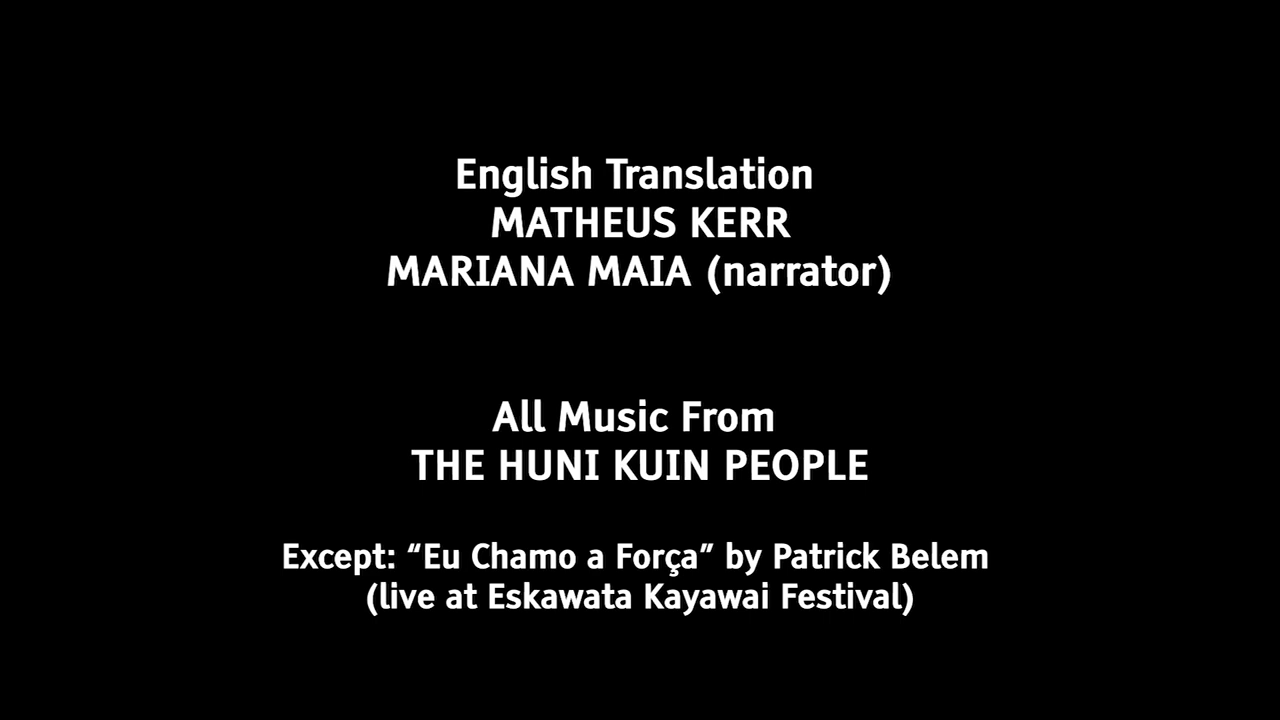 English Translation
MATHEUS KERR
MARIANA MAIA (narrator)
All Music From
THE HUNI KUIN PEOPLE
Except: “Eu Chamo a Força” by Patrick Belem
(live at Eskawata Kayawai Festival)